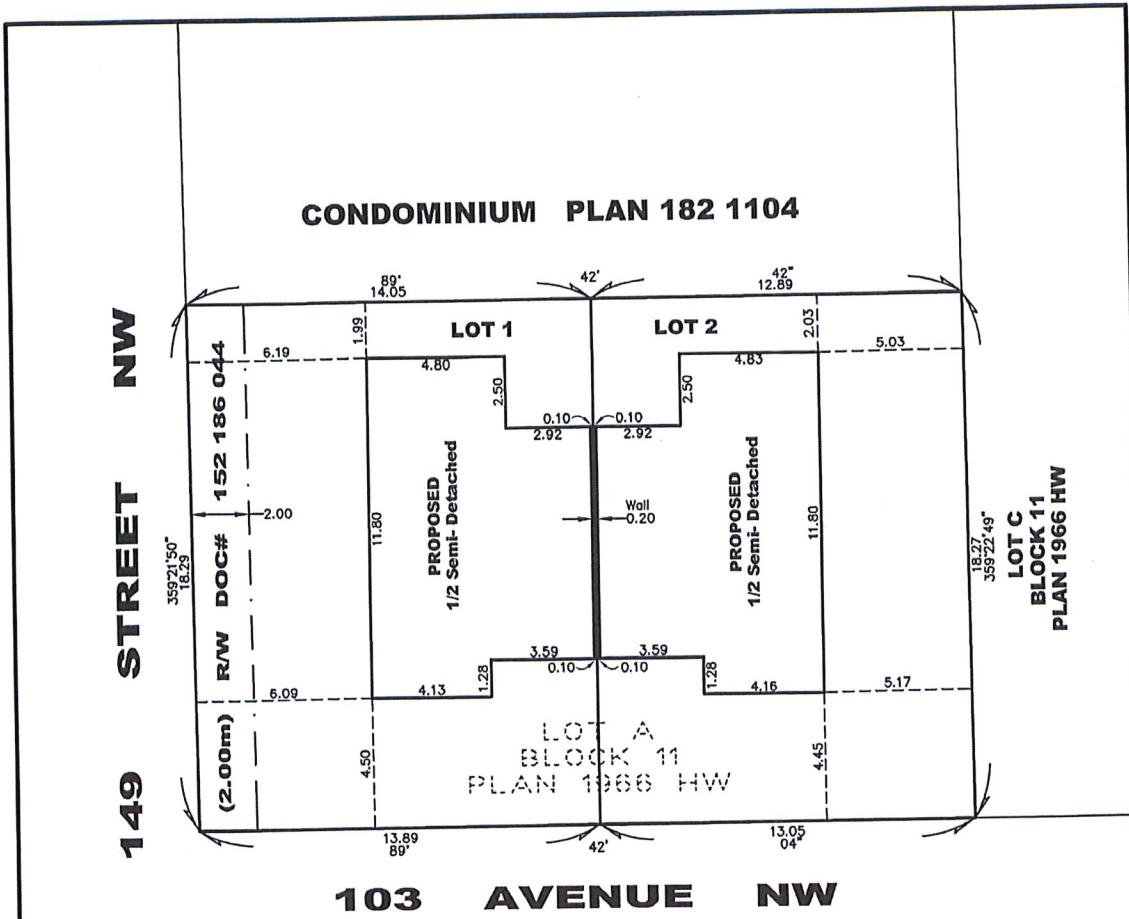 CONDOMINIUM PLAN 182 1104
89'
14.05
42'
42"
12.89
LOT 1
LOT 2
1.99
2.03
6.19
5.03
4.80
4.83
2.50
2.50
0.10
0.10
2.92
2.92
149 STREET NW
359°21'50"
18.29
(2.00m) R/W DOC# 152 186 044
2.00
11.80
PROPOSED
1/2 Semi- Detached
Wall
0.20
PROPOSED
1/2 Semi- Detached
11.80
18.27
359°22'49"
LOT C
BLOCK 11
PLAN 1966 HW
3.59
3.59
0.10
0.10
1.28
1.28
6.09
4.13
4.16
5.17
4.50
4.45
LOT A
BLOCK 11
PLAN 1966 HW
13.89
89'
42'
13.05
04"
103 AVENUE NW